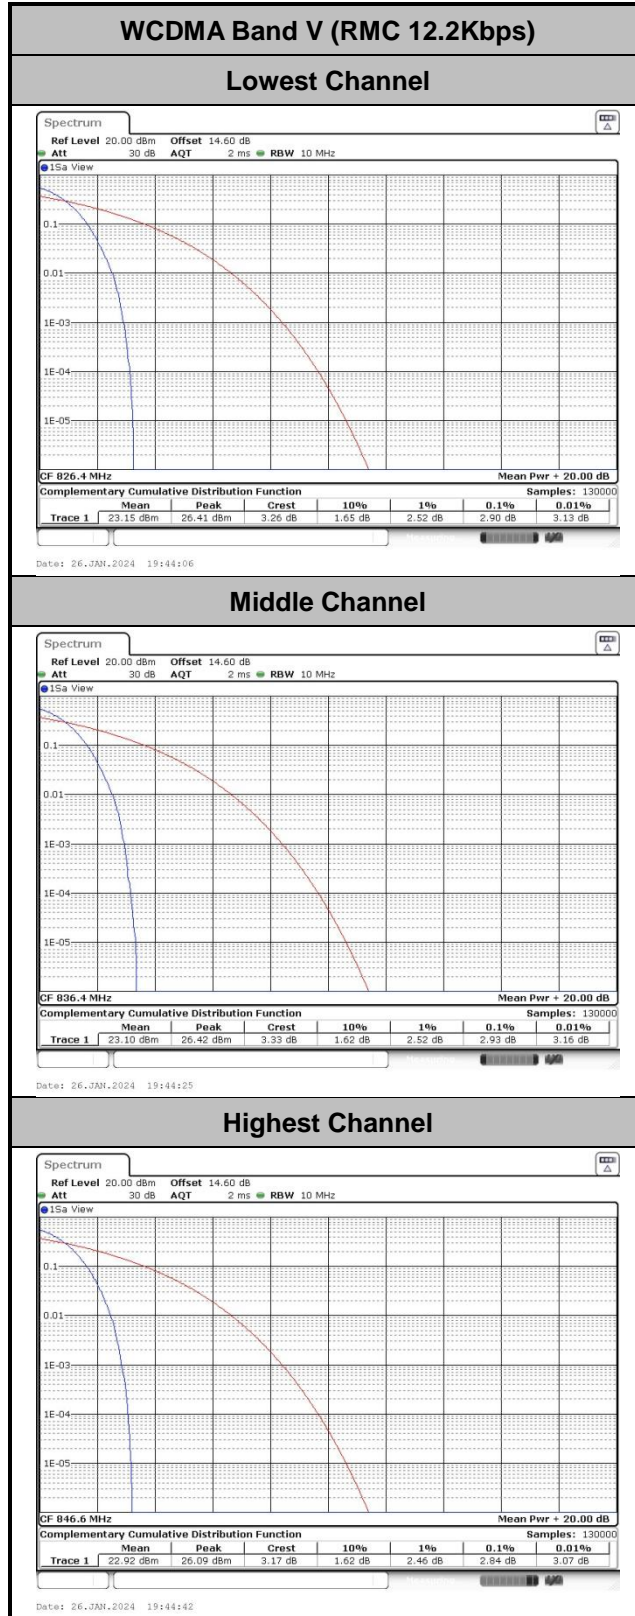 WCDMA Band V (RMC 12.2Kbps)
Lowest Channel
Spectrum
Ref Level 20.00 dBm Offset 14.60 dB
Att 30 dB AQT 2 ms RBW 10 MHz
1Sa View
0.1
0.01
1E-03
1E-04
1E-05
CF 826.4 MHz Mean Pwr + 20.00 dB
Complementary Cumulative Distribution Function Samples: 130000
Mean Peak Crest 10% 1% 0.1% 0.01%
Trace 1 23.15 dBm 26.41 dBm 3.26 dB 1.65 dB 2.52 dB 2.90 dB 3.13 dB
Date: 26.JAN.2024 19:44:06
Middle Channel
Spectrum
Ref Level 20.00 dBm Offset 14.60 dB
Att 30 dB AQT 2 ms RBW 10 MHz
1Sa View
0.1
0.01
1E-03
1E-04
1E-05
CF 836.4 MHz Mean Pwr + 20.00 dB
Complementary Cumulative Distribution Function Samples: 130000
Mean Peak Crest 10% 1% 0.1% 0.01%
Trace 1 23.10 dBm 26.42 dBm 3.33 dB 1.62 dB 2.52 dB 2.93 dB 3.16 dB
Date: 26.JAN.2024 19:44:25
Highest Channel
Spectrum
Ref Level 20.00 dBm Offset 14.60 dB
Att 30 dB AQT 2 ms RBW 10 MHz
1Sa View
0.1
0.01
1E-03
1E-04
1E-05
CF 846.6 MHz Mean Pwr + 20.00 dB
Complementary Cumulative Distribution Function Samples: 130000
Mean Peak Crest 10% 1% 0.1% 0.01%
Trace 1 22.92 dBm 26.09 dBm 3.17 dB 1.62 dB 2.46 dB 2.84 dB 3.07 dB
Date: 26.JAN.2024 19:44:42